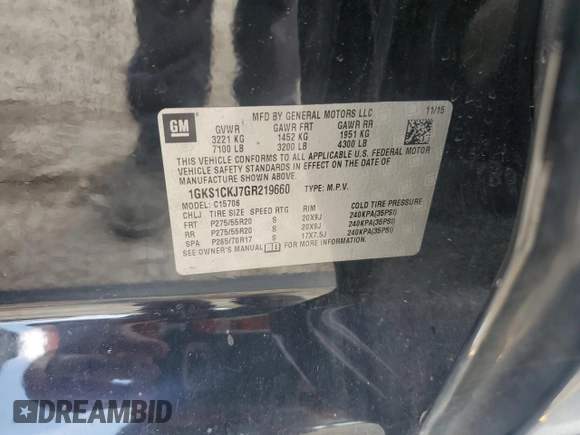 GM
MFD BY GENERAL MOTORS LLC 11/15
GVWR GAWR FRT GAWR RR
3221 KG 1452 KG 1951 KG
7100 LB 3200 LB 4300 LB
THIS VEHICLE CONFORMS TO ALL APPLICABLE U.S. FEDERAL MOTOR
VEHICLE SAFETY STANDARDS IN EFFECT ON THE DATE OF
MANUFACTURE SHOWN ABOVE.
1GKS1CKJ7GR219660 TYPE: M.P.V.
MODEL: C15706
CHLJ TIRE SIZE SPEED RTG RIM COLD TIRE PRESSURE
FRT P275/55R20 S 20X9J 240KPA(35PSI)
RR P275/55R20 S 20X9J 240KPA(35PSI)
SPA P265/70R17 S 17X7.5J 240KPA(35PSI)
SEE OWNER'S MANUAL FOR MORE INFORMATION.
DREAMBID